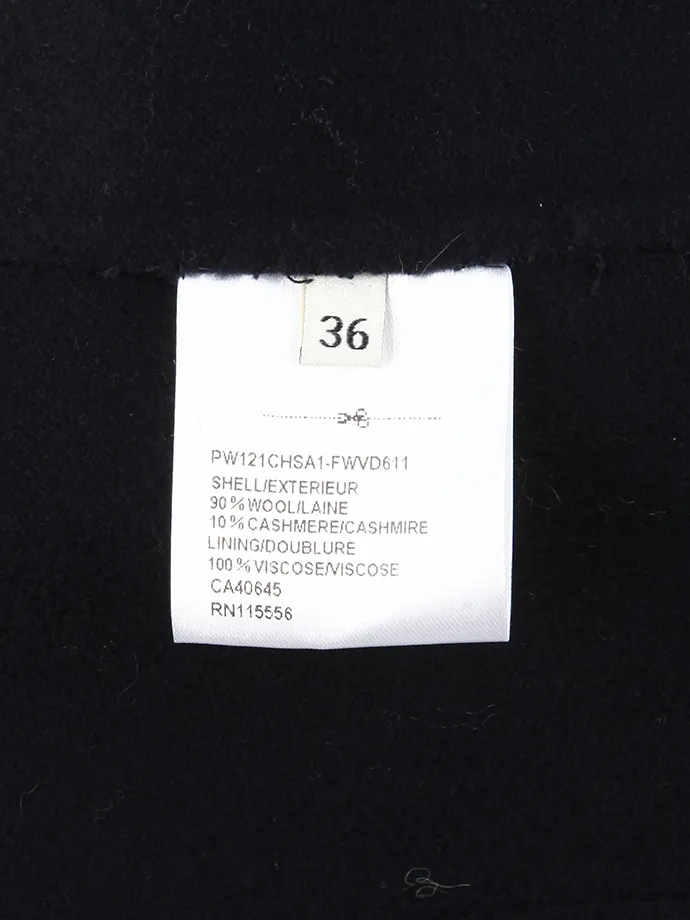 36
PW121CHSA1-FWVD611
SHELL/EXTERIEUR
90%WOOL/LAINE
10%CASHMERE/CASHMIRE
LINING/DOUBLURE
100%VISCOSE/VISCOSE
CA40645
RN115556